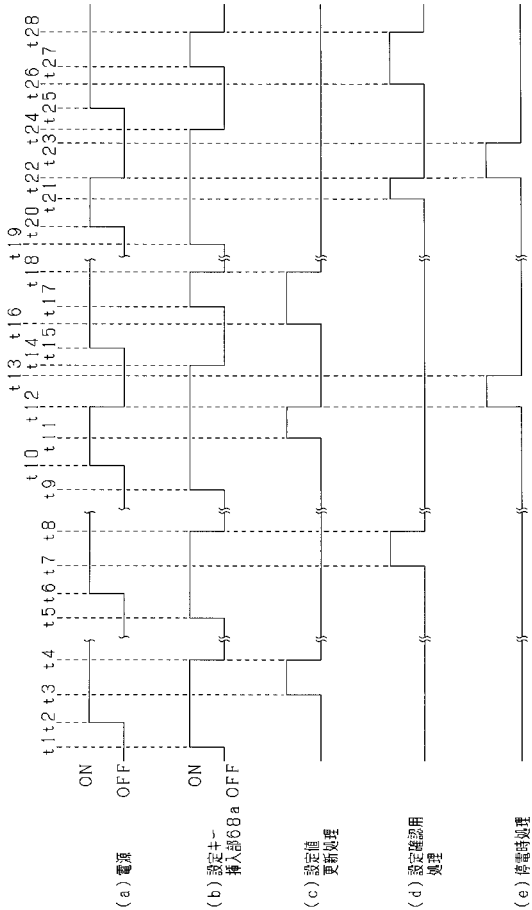 t1 t2 t3 t4 t5 t6 t7 t8 t9 t10 t11 t12 t13 t14 t15 t16 t17 t18 t19 t20 t21 t22 t23 t24 t25 t26 t27 t28
(a) 電源
ON
OFF
(b) 設定キー
挿入部68a
ON
OFF
(c) 設定値
更新処理
(d) 設定確認用
処理
(e) 停電時処理